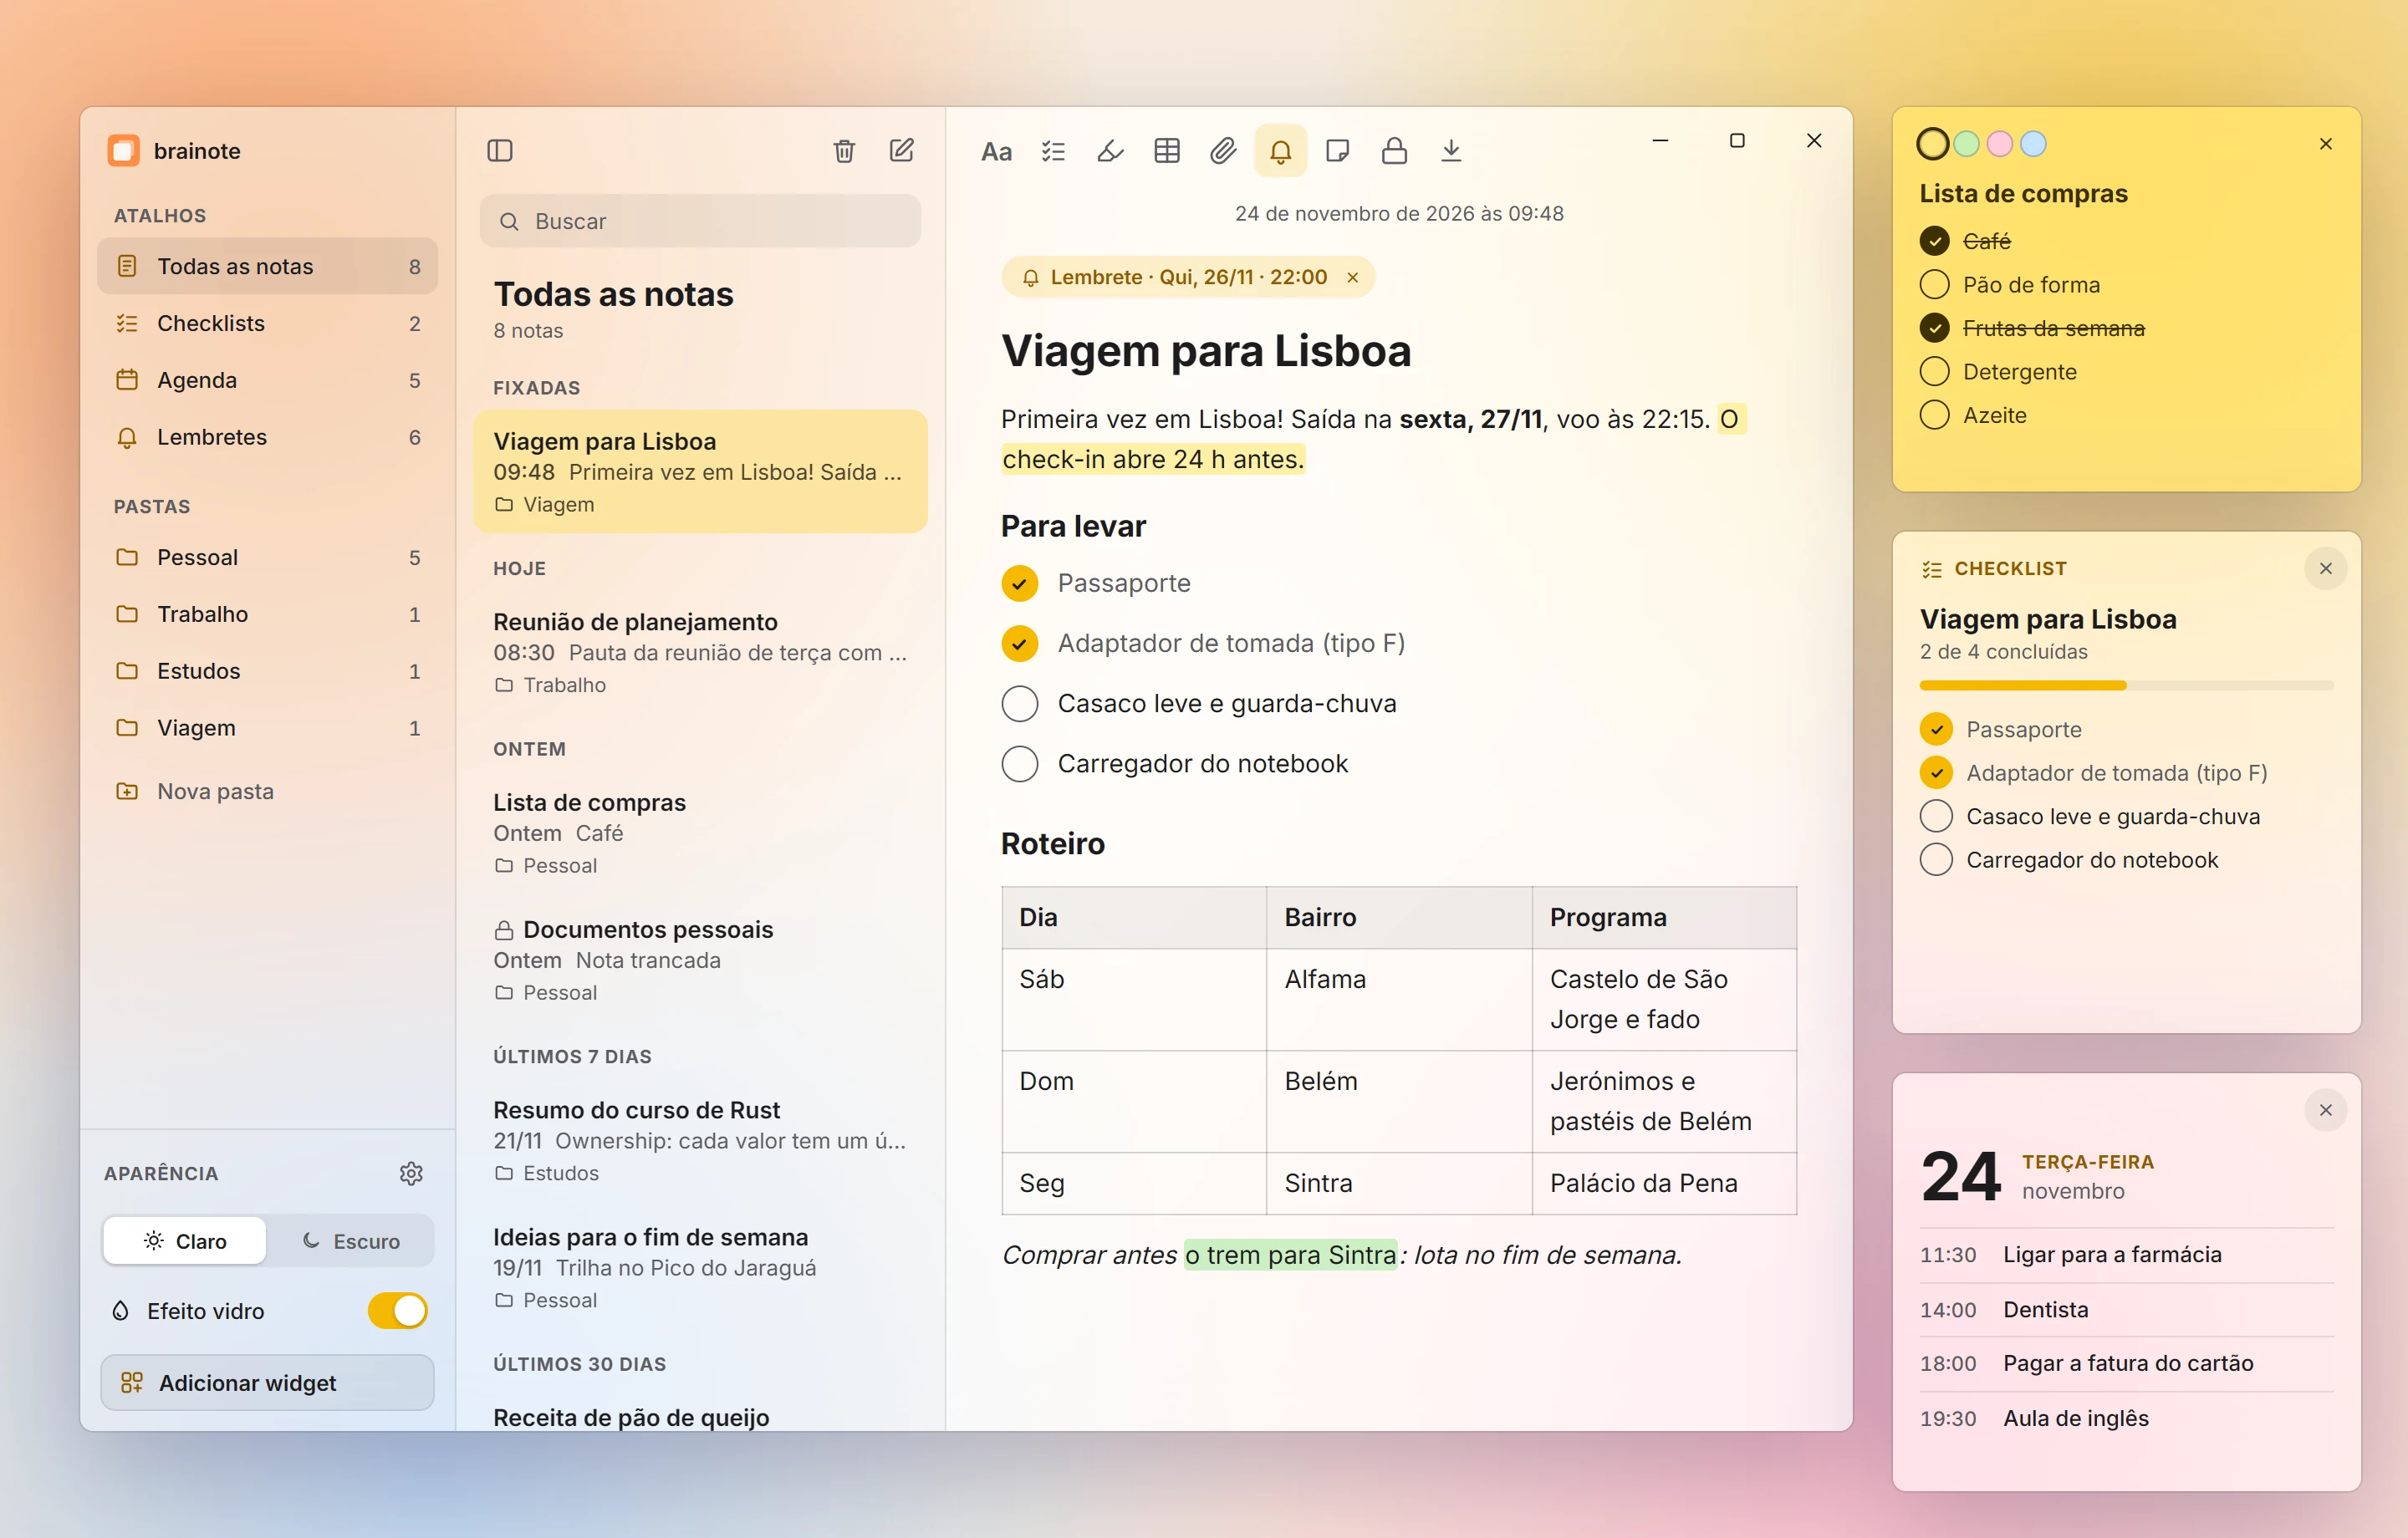 brainote
ATALHOS
Todas as notas 8
Checklists 2
Agenda 5
Lembretes 6
PASTAS
Pessoal 5
Trabalho 1
Estudos 1
Viagem 1
Nova pasta
APARÊNCIA
Claro Escuro
Efeito vidro
Adicionar widget
Buscar
Todas as notas
8 notas
FIXADAS
Viagem para Lisboa
09:48 Primeira vez em Lisboa! Saída ...
Viagem
HOJE
Reunião de planejamento
08:30 Pauta da reunião de terça com ...
Trabalho
ONTEM
Lista de compras
Ontem Café
Pessoal
Documentos pessoais
Ontem Nota trancada
Pessoal
ÚLTIMOS 7 DIAS
Resumo do curso de Rust
21/11 Ownership: cada valor tem um ú...
Estudos
Ideias para o fim de semana
19/11 Trilha no Pico do Jaraguá
Pessoal
ÚLTIMOS 30 DIAS
Receita de pão de queijo
Aa
24 de novembro de 2026 às 09:48
Lembrete · Qui, 26/11 · 22:00
Viagem para Lisboa
Primeira vez em Lisboa! Saída na sexta, 27/11, voo às 22:15. O
check-in abre 24 h antes.
Para levar
Passaporte
Adaptador de tomada (tipo F)
Casaco leve e guarda-chuva
Carregador do notebook
Roteiro
Dia Bairro Programa
Sáb Alfama Castelo de São
Jorge e fado
Dom Belém Jerónimos e
pastéis de Belém
Seg Sintra Palácio da Pena
Comprar antes o trem para Sintra: lota no fim de semana.
Lista de compras
Café
Pão de forma
Frutas da semana
Detergente
Azeite
CHECKLIST
Viagem para Lisboa
2 de 4 concluídas
Passaporte
Adaptador de tomada (tipo F)
Casaco leve e guarda-chuva
Carregador do notebook
24 TERÇA-FEIRA
novembro
11:30 Ligar para a farmácia
14:00 Dentista
18:00 Pagar a fatura do cartão
19:30 Aula de inglês